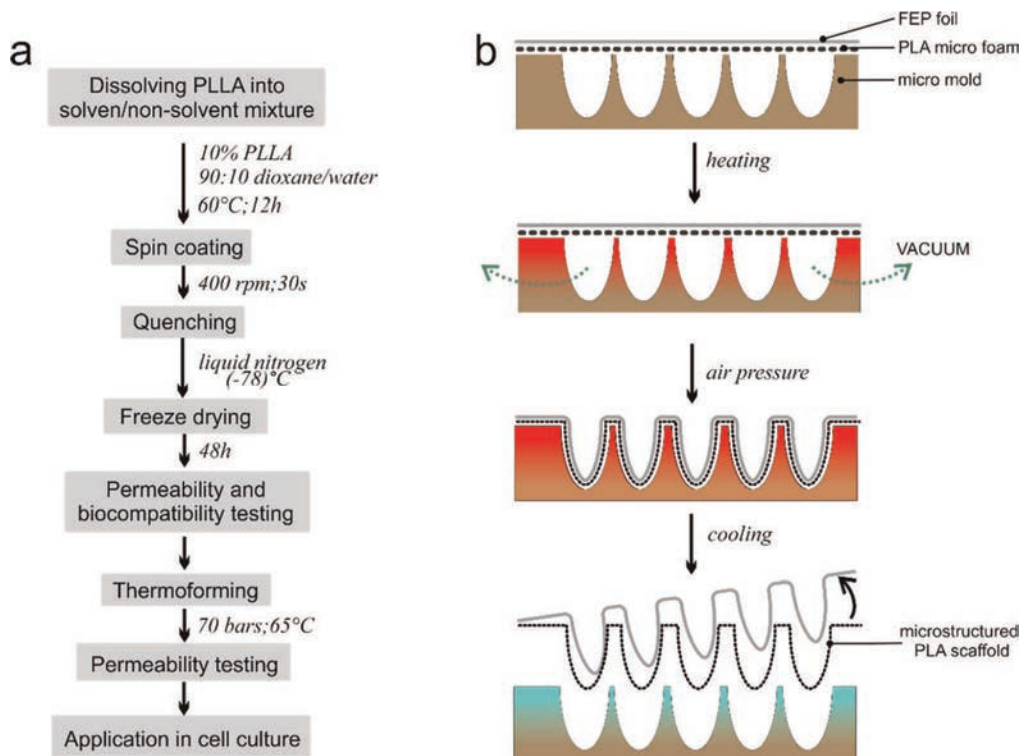 a
Dissolving PLLA into
solven/non-solvent mixture
10% PLLA
90:10 dioxane/water
60°C;12h
Spin coating
400 rpm;30s
Quenching
liquid nitrogen
(-78)°C
Freeze drying
48h
Permeability and
biocompatibility testing
Thermoforming
70 bars;65°C
Permeability testing
Application in cell culture
b
FEP foil
PLA micro foam
micro mold
heating
VACUUM
air pressure
cooling
microstructured
PLA scaffold